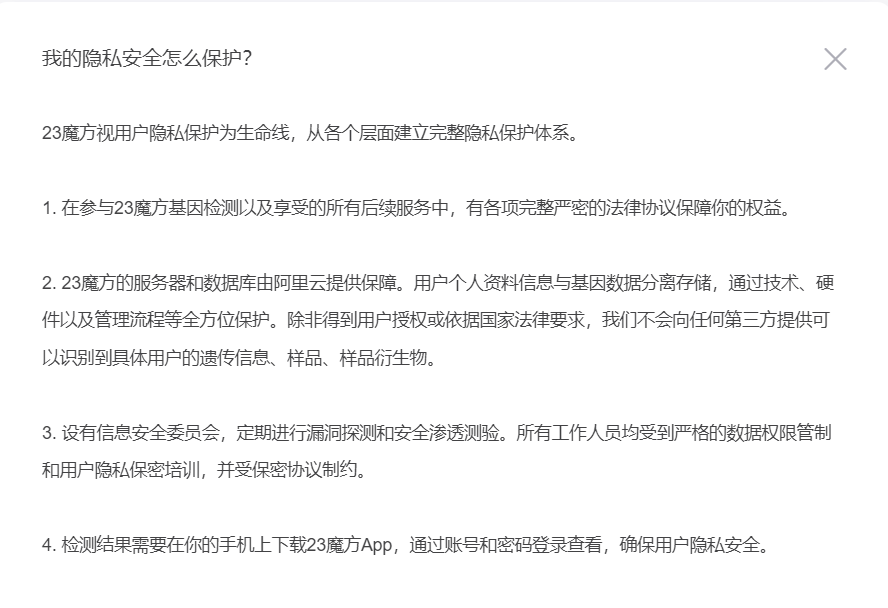 我的隐私安全怎么保护?
23魔方视用户隐私保护为生命线，从各个层面建立完整隐私保护体系。
1. 在参与23魔方基因检测以及享受的所有后续服务中，有各项完整严密的法律协议保障你的权益。
2. 23魔方的服务器和数据库由阿里云提供保障。用户个人资料信息与基因数据分离存储，通过技术、硬
件以及管理流程等全方位保护。除非得到用户授权或依据国家法律要求，我们不会向任何第三方提供可
以识别到具体用户的遗传信息、样品、样品衍生物。
3. 设有信息安全委员会，定期进行漏洞探测和安全渗透测验。所有工作人员均受到严格的数据权限管制
和用户隐私保密培训，并受保密协议制约。
4. 检测结果需要在你的手机上下载23魔方App，通过账号和密码登录查看，确保用户隐私安全。